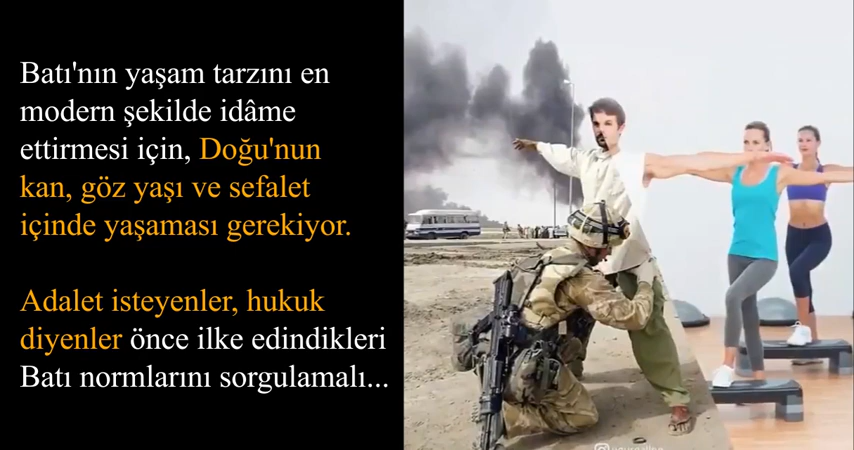 Batı'nın yaşam tarzını en
modern şekilde idâme
ettirmesi için, Doğu'nun
kan, göz yaşı ve sefalet
içinde yaşaması gerekiyor.
Adalet isteyenler, hukuk
diyenler önce ilke edindikleri
Batı normlarını sorgulamalı...